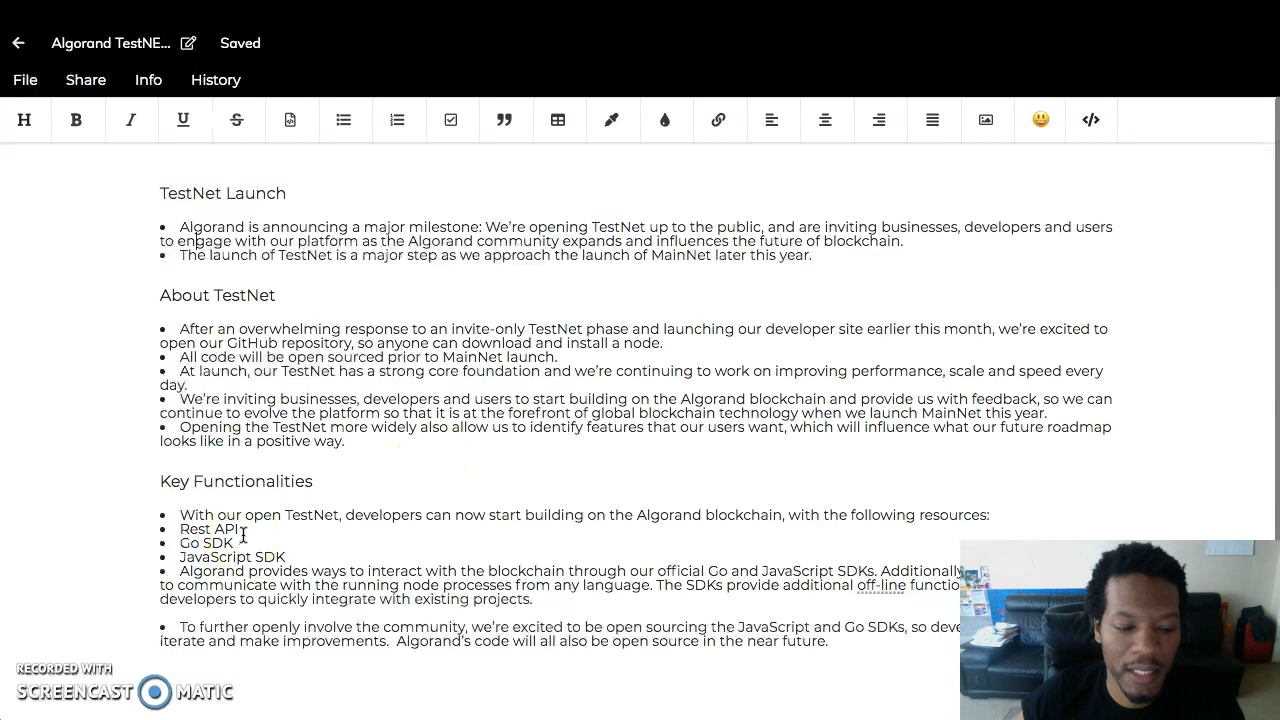 Algorand TestNE... Saved
File Share Info History
H B I U S
TestNet Launch
• Algorand is announcing a major milestone: We’re opening TestNet up to the public, and are inviting businesses, developers and users
to engage with our platform as the Algorand community expands and influences the future of blockchain.
• The launch of TestNet is a major step as we approach the launch of MainNet later this year.
About TestNet
• After an overwhelming response to an invite-only TestNet phase and launching our developer site earlier this month, we’re excited to
open our GitHub repository, so anyone can download and install a node.
• All code will be open sourced prior to MainNet launch.
• At launch, our TestNet has a strong core foundation and we’re continuing to work on improving performance, scale and speed every
day.
• We’re inviting businesses, developers and users to start building on the Algorand blockchain and provide us with feedback, so we can
continue to evolve the platform so that it is at the forefront of global blockchain technology when we launch MainNet this year.
• Opening the TestNet more widely also allow us to identify features that our users want, which will influence what our future roadmap
looks like in a positive way.
Key Functionalities
• With our open TestNet, developers can now start building on the Algorand blockchain, with the following resources:
• Rest API
• Go SDK
• JavaScript SDK
• Algorand provides ways to interact with the blockchain through our official Go and JavaScript SDKs. Additionally
to communicate with the running node processes from any language. The SDKs provide additional off-line
developers to quickly integrate with existing projects.
• To further openly involve the community, we’re excited to be open sourcing the JavaScript and Go SDKs, so
iterate and make improvements.  Algorand’s code will all also be open source in the near future.
RECORDED WITH
SCREENCAST MATIC